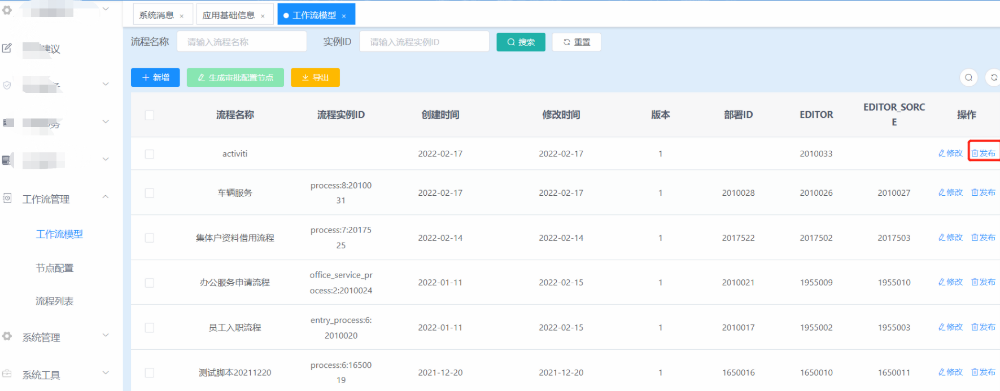 系统消息 ×
应用基础信息 ×
工作流模型 ×
流程名称
请输入流程名称
实例ID
请输入流程实例ID
搜索
重置
新增
生成审批配置节点
导出
建议
务
工作流管理
工作流模型
节点配置
流程列表
系统管理
系统工具
流程名称
流程实例ID
创建时间
修改时间
版本
部署ID
EDITOR
EDITOR_SORC
E
操作
activiti
2022-02-17
2022-02-17
1
2010033
修改
发布
车辆服务
process:8:20100
31
2022-02-17
2022-02-17
1
2010028
2010026
2010027
修改
发布
集体户资料借用流程
process:7:20175
25
2022-02-14
2022-02-14
1
2017522
2017502
2017503
修改
发布
办公服务申请流程
office_service_pr
ocess:2:2010024
2022-01-11
2022-02-15
1
2010021
1955009
1955010
修改
发布
员工入职流程
entry_process:6:
2010020
2022-01-11
2022-02-15
1
2010017
1955002
1955003
修改
发布
测试脚本20211220
process:6:16500
19
2021-12-20
2021-12-20
1
1650016
1650010
1650011
修改
发布